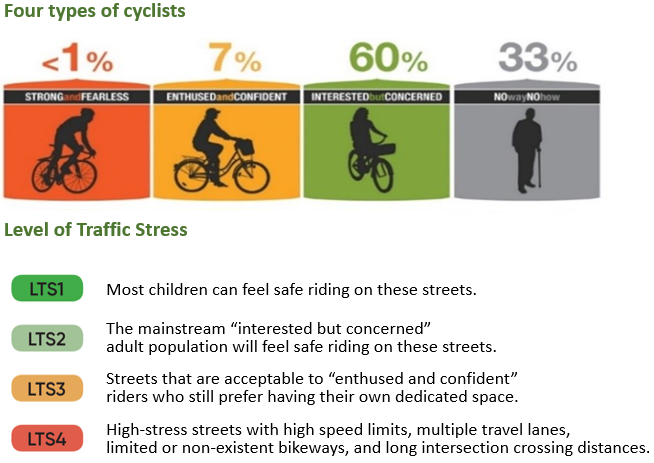 Four types of cyclists
<1% 7% 60% 33%
STRONGandFEARLESS ENTHUSEDandCONFIDENT INTERESTEDbutCONCERNED NOwayNOhow
Level of Traffic Stress
LTS1 Most children can feel safe riding on these streets.
LTS2 The mainstream “interested but concerned”
adult population will feel safe riding on these streets.
LTS3 Streets that are acceptable to “enthused and confident”
riders who still prefer having their own dedicated space.
LTS4 High-stress streets with high speed limits, multiple travel lanes,
limited or non-existent bikeways, and long intersection crossing distances.